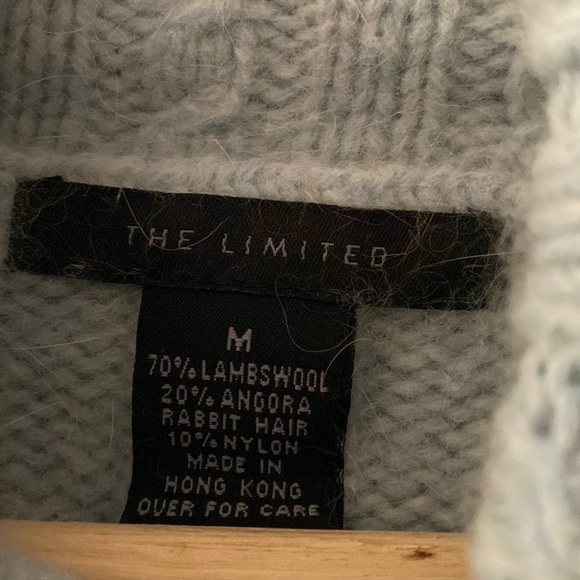 THE LIMITED
M
70% LAMBSWOOL
20% ANGORA
RABBIT HAIR
10% NYLON
MADE IN
HONG KONG
OVER FOR CARE